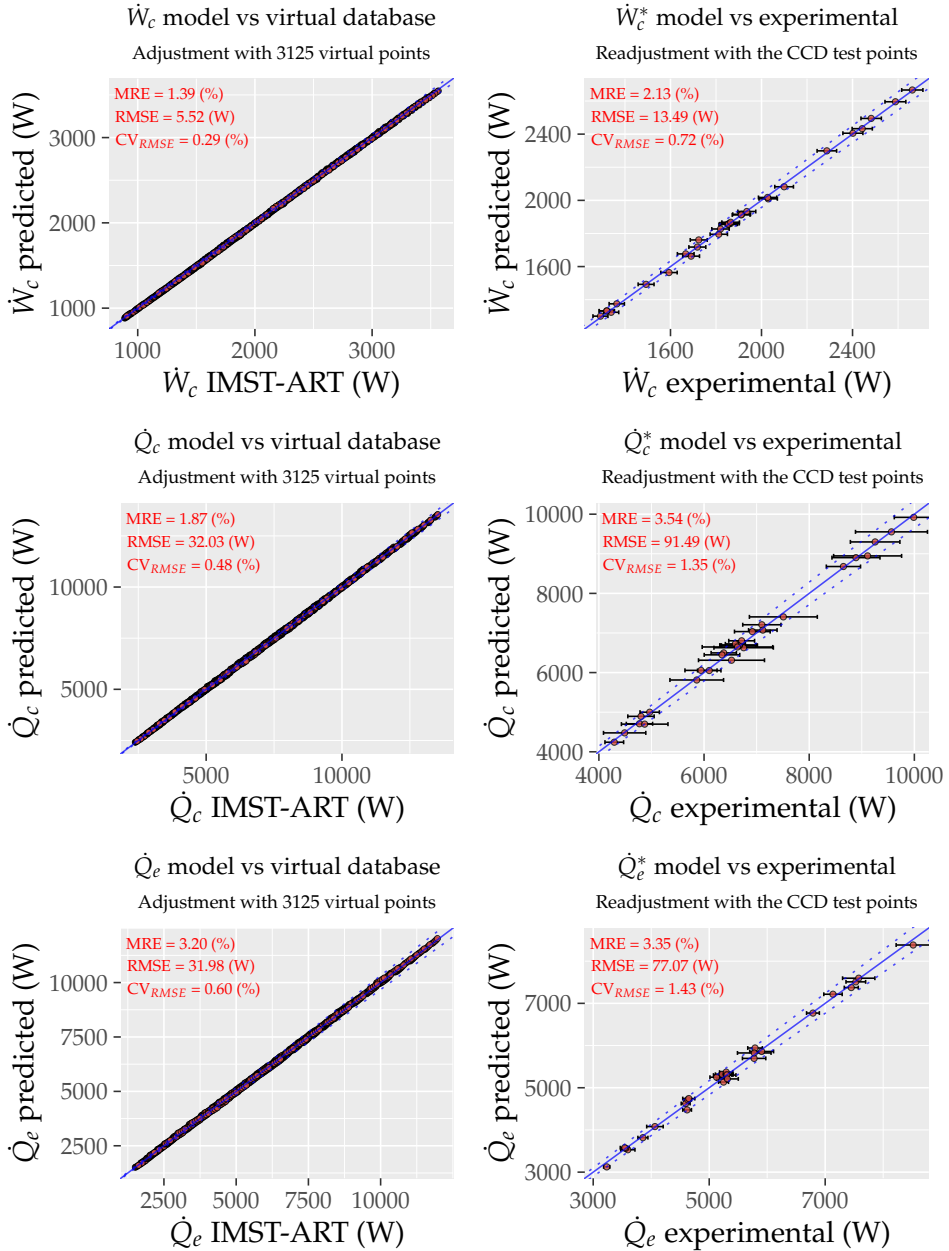 Ẇc model vs virtual database
Adjustment with 3125 virtual points
MRE = 1.39 (%)
RMSE = 5.52 (W)
CVRMSE = 0.29 (%)
Ẇc predicted (W)
3000
2000
1000
1000 2000 3000
Ẇc IMST-ART (W)
Ẇc* model vs experimental
Readjustment with the CCD test points
MRE = 2.13 (%)
RMSE = 13.49 (W)
CVRMSE = 0.72 (%)
Ẇc predicted (W)
2400
2000
1600
1600 2000 2400
Ẇc experimental (W)
Q̇c model vs virtual database
Adjustment with 3125 virtual points
MRE = 1.87 (%)
RMSE = 32.03 (W)
CVRMSE = 0.48 (%)
Q̇c predicted (W)
10000
5000
5000 10000
Q̇c IMST-ART (W)
Q̇c* model vs experimental
Readjustment with the CCD test points
MRE = 3.54 (%)
RMSE = 91.49 (W)
CVRMSE = 1.35 (%)
Q̇c predicted (W)
10000
8000
6000
4000
4000 6000 8000 10000
Q̇c experimental (W)
Q̇e model vs virtual database
Adjustment with 3125 virtual points
MRE = 3.20 (%)
RMSE = 31.98 (W)
CVRMSE = 0.60 (%)
Q̇e predicted (W)
10000
7500
5000
2500
2500 5000 7500 10000
Q̇e IMST-ART (W)
Q̇e* model vs experimental
Readjustment with the CCD test points
MRE = 3.35 (%)
RMSE = 77.07 (W)
CVRMSE = 1.43 (%)
Q̇e predicted (W)
7000
5000
3000
3000 5000 7000
Q̇e experimental (W)